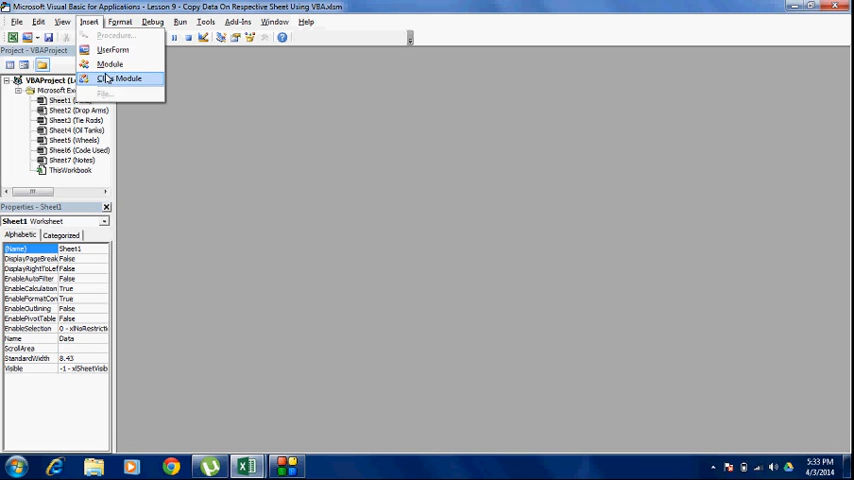 Microsoft Visual Basic for Applications - Lesson 9 - Copy Data On Respective Sheet Using VBA.xlsm
File Edit View Insert Format Debug Run Tools Add-Ins Window Help
Procedure...
UserForm
Module
Class Module
File...
Project - VBAProject
VBAProject (L
Microsoft Exc
Sheet1
Sheet2 (Drop Arms)
Sheet3 (Tie Rods)
Sheet4 (Oil Tanks)
Sheet5 (Wheels)
Sheet6 (Code Used)
Sheet7 (Notes)
ThisWorkbook
Properties - Sheet1
Sheet1 Worksheet
Alphabetic Categorized
(Name) Sheet1
DisplayPageBreak False
DisplayRightToLef False
EnableAutoFilter False
EnableCalculation True
EnableFormatCon True
EnableOutlining False
EnablePivotTable False
EnableSelection 0 - xlNoRestricti
Name Data
ScrollArea
StandardWidth 8.43
Visible -1 - xlSheetVisib
5:33 PM
4/3/2014